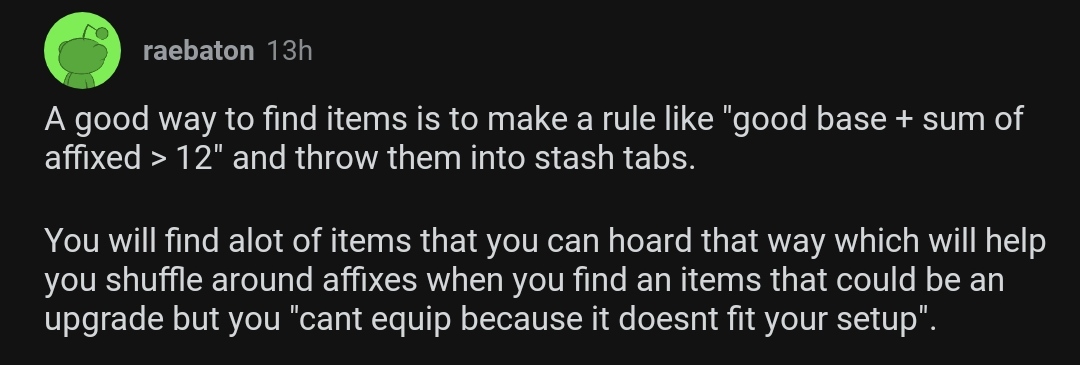 raebaton 13h
A good way to find items is to make a rule like "good base + sum of
affixed > 12" and throw them into stash tabs.
You will find alot of items that you can hoard that way which will help
you shuffle around affixes when you find an items that could be an
upgrade but you "cant equip because it doesnt fit your setup".